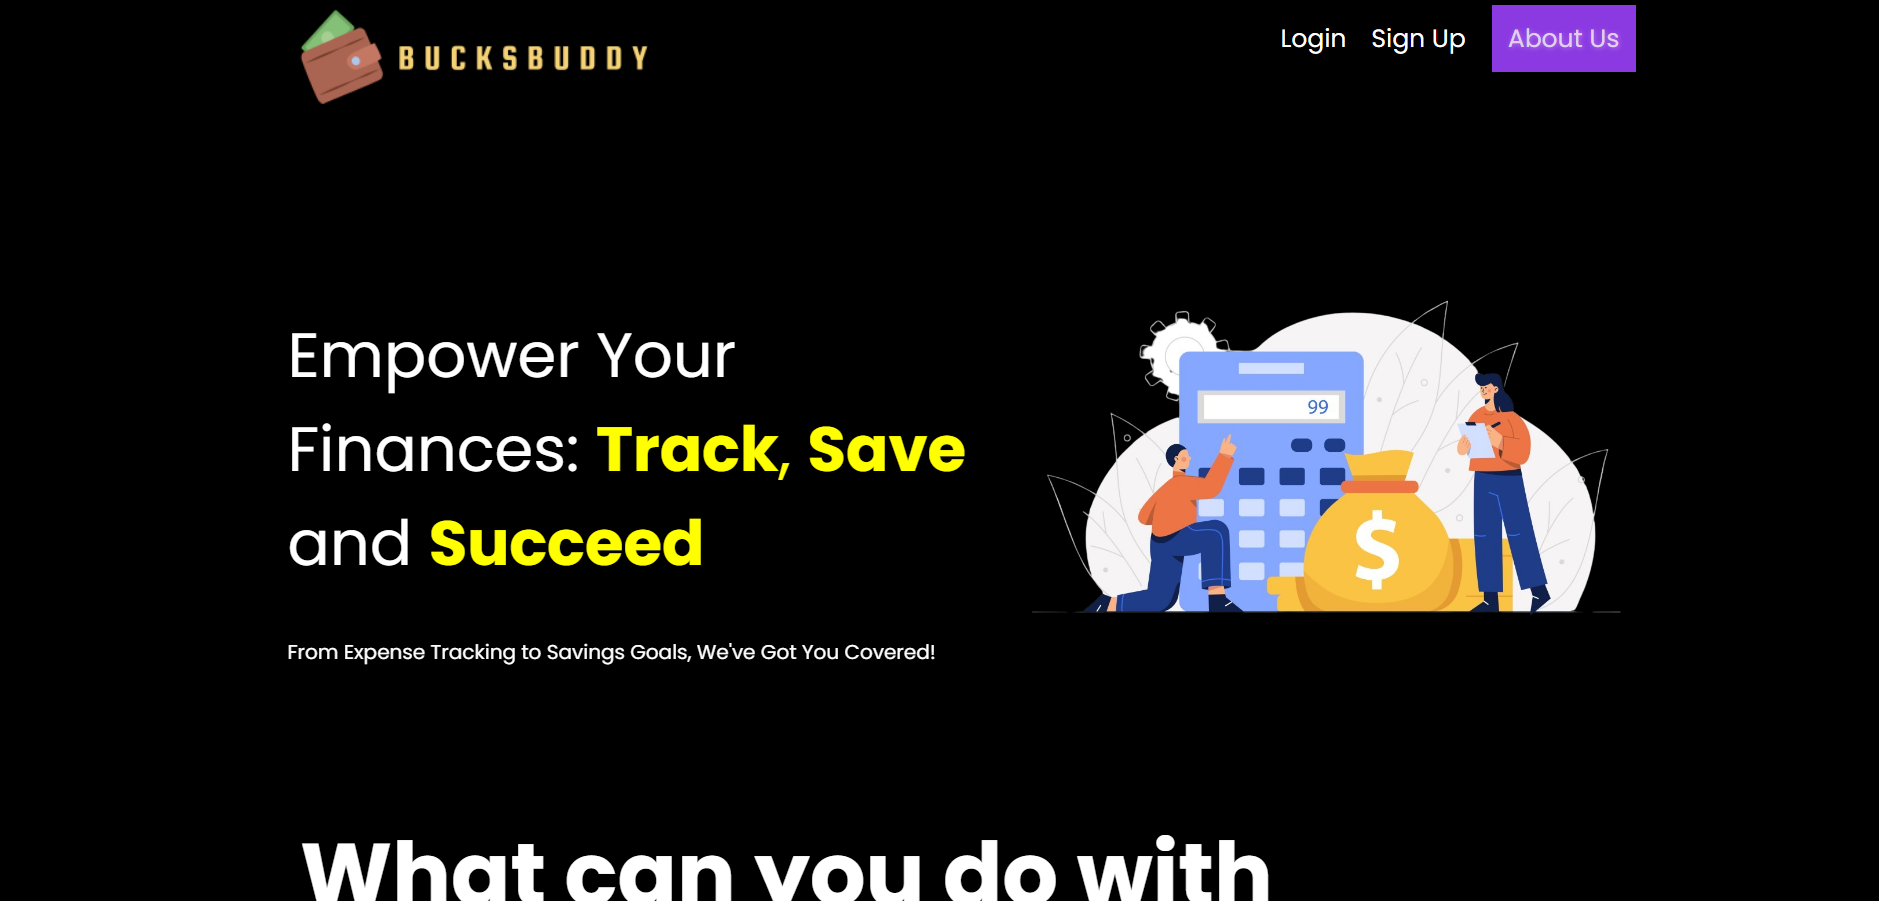 BUCKSBUDDY
Login Sign Up About Us
Empower Your
Finances: Track, Save
and Succeed
99
$
From Expense Tracking to Savings Goals, We've Got You Covered!
What can you do with